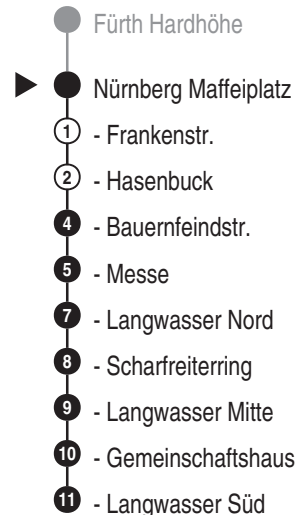 Fürth Hardhöhe
Nürnberg Maffeiplatz
1 - Frankenstr.
2 - Hasenbuck
4 - Bauernfeindstr.
5 - Messe
7 - Langwasser Nord
8 - Scharfreiterring
9 - Langwasser Mitte
10 - Gemeinschaftshaus
11 - Langwasser Süd